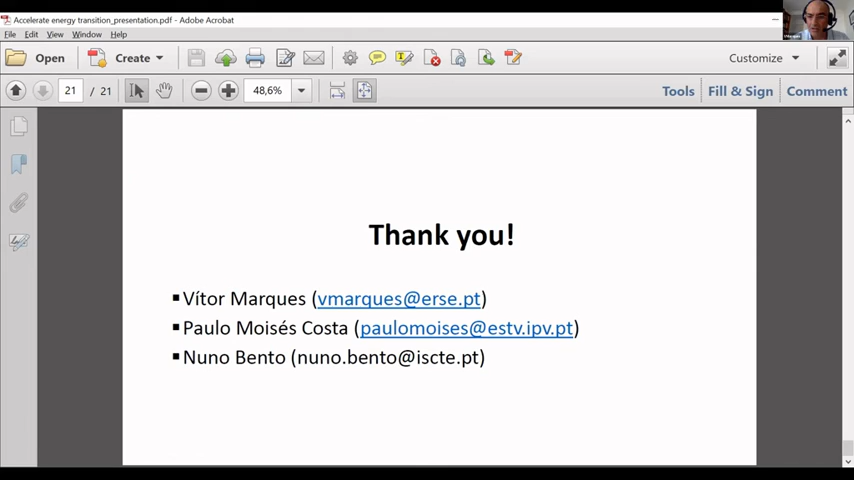 Accelerate energy transition_presentation.pdf - Adobe Acrobat
File Edit View Window Help
Open Create Customize
21 / 21 48,6% Tools Fill & Sign Comment
Thank you!
▪Vítor Marques (vmarques@erse.pt)
▪Paulo Moisés Costa (paulomoises@estv.ipv.pt)
▪Nuno Bento (nuno.bento@iscte.pt)